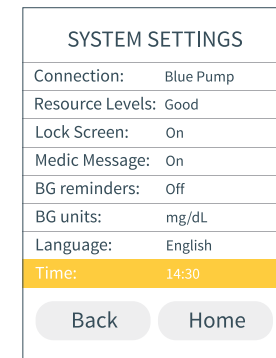 SYSTEM SETTINGS
Connection: Blue Pump
Resource Levels: Good
Lock Screen: On
Medic Message: On
BG reminders: Off
BG units: mg/dL
Language: English
Time: 14:30
Back Home